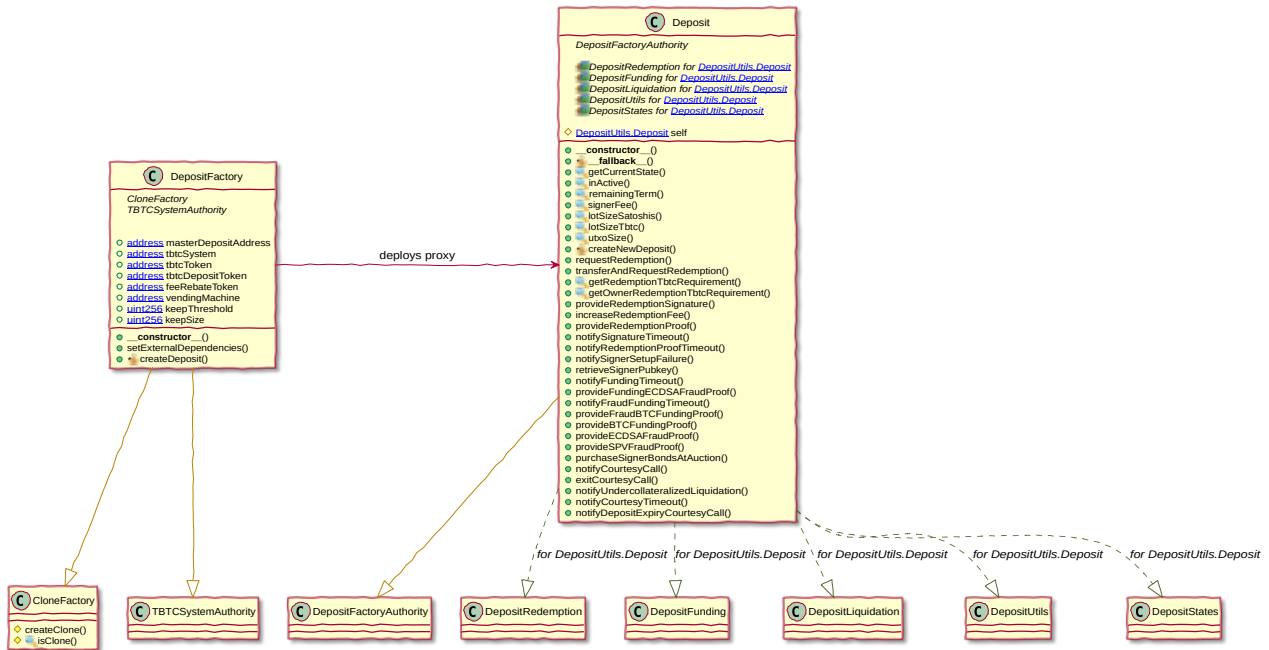 Deposit
DepositFactoryAuthority
DepositRedemption for DepositUtils.Deposit
DepositFunding for DepositUtils.Deposit
DepositLiquidation for DepositUtils.Deposit
DepositUtils for DepositUtils.Deposit
DepositStates for DepositUtils.Deposit
DepositUtils.Deposit self
__constructor__()
__fallback__()
getCurrentState()
inActive()
remainingTerm()
signerFee()
lotSizeSatoshis()
lotSizeTbtc()
utxoSize()
createNewDeposit()
requestRedemption()
transferAndRequestRedemption()
getRedemptionTbtcRequirement()
getOwnerRedemptionTbtcRequirement()
provideRedemptionSignature()
increaseRedemptionFee()
provideRedemptionProof()
notifySignatureTimeout()
notifyRedemptionProofTimeout()
notifySignerSetupFailure()
retrieveSignerPubkey()
notifyFundingTimeout()
provideFundingECDSAFraudProof()
notifyFraudFundingTimeout()
provideFraudBTCFundingProof()
provideBTCFundingProof()
provideECDSAFraudProof()
provideSPVFraudProof()
purchaseSignerBondsAtAuction()
notifyCourtesyCall()
exitCourtesyCall()
notifyUndercollateralizedLiquidation()
notifyCourtesyTimeout()
notifyDepositExpiryCourtesyCall()
DepositFactory
CloneFactory
TBTCSystemAuthority
address masterDepositAddress
address tbtcSystem
address tbtcToken
address tbtcDepositToken
address feeRebateToken
address vendingMachine
uint256 keepThreshold
uint256 keepSize
__constructor__()
setExternalDependencies()
createDeposit()
deploys proxy
for DepositUtils.Deposit
for DepositUtils.Deposit
for DepositUtils.Deposit
for DepositUtils.Deposit
for DepositUtils.Deposit
C CloneFactory
createClone()
isClone()
C TBTCSystemAuthority
C DepositFactoryAuthority
C DepositRedemption
C DepositFunding
C DepositLiquidation
C DepositUtils
C DepositStates